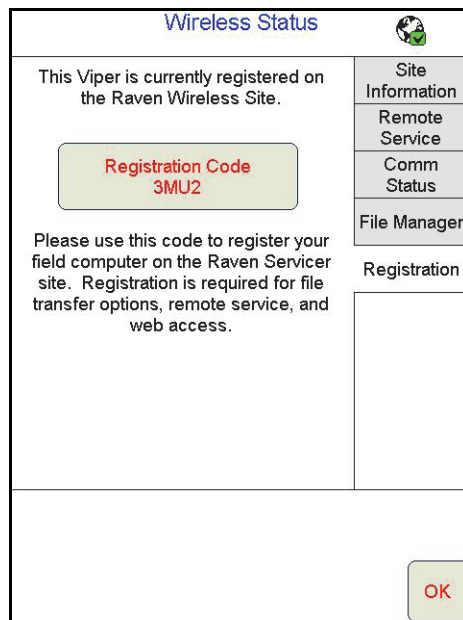 Wireless Status
This Viper is currently registered on
the Raven Wireless Site.
Registration Code
3MU2
Please use this code to register your
field computer on the Raven Servicer
site. Registration is required for file
transfer options, remote service, and
web access.
Site
Information
Remote
Service
Comm
Status
File Manager
Registration
OK